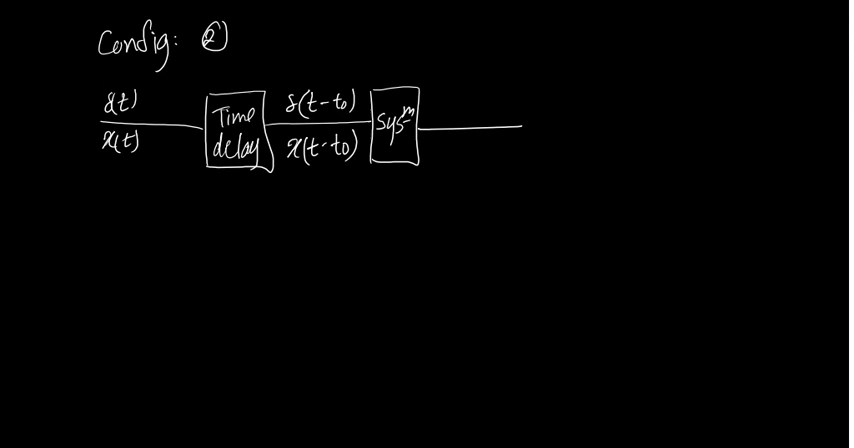 Config: ②
δ(t)
x(t)
Time
delay
δ(t-t₀)
x(t-t₀)
Sysᵐ